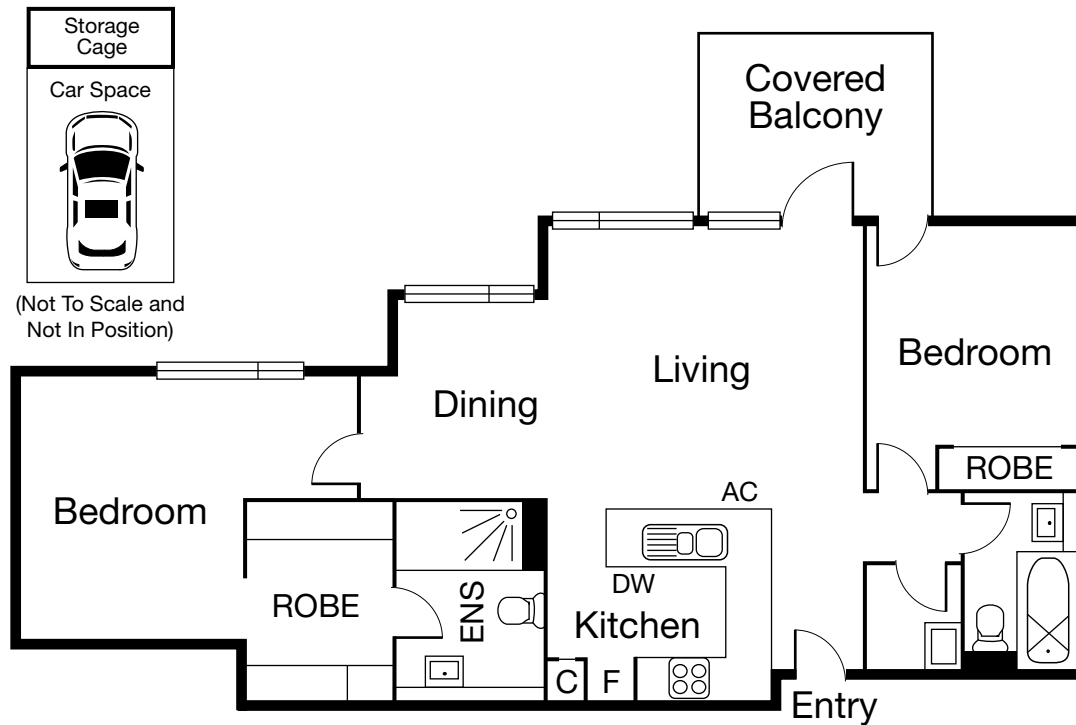 Storage
Cage
Car Space
(Not To Scale and
Not In Position)
Covered
Balcony
Living
Bedroom
Dining
ROBE
AC
Bedroom
DW
ROBE
ENS
Kitchen
C
F
Entry